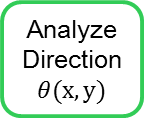 Analyze
Direction
θ(x,y)